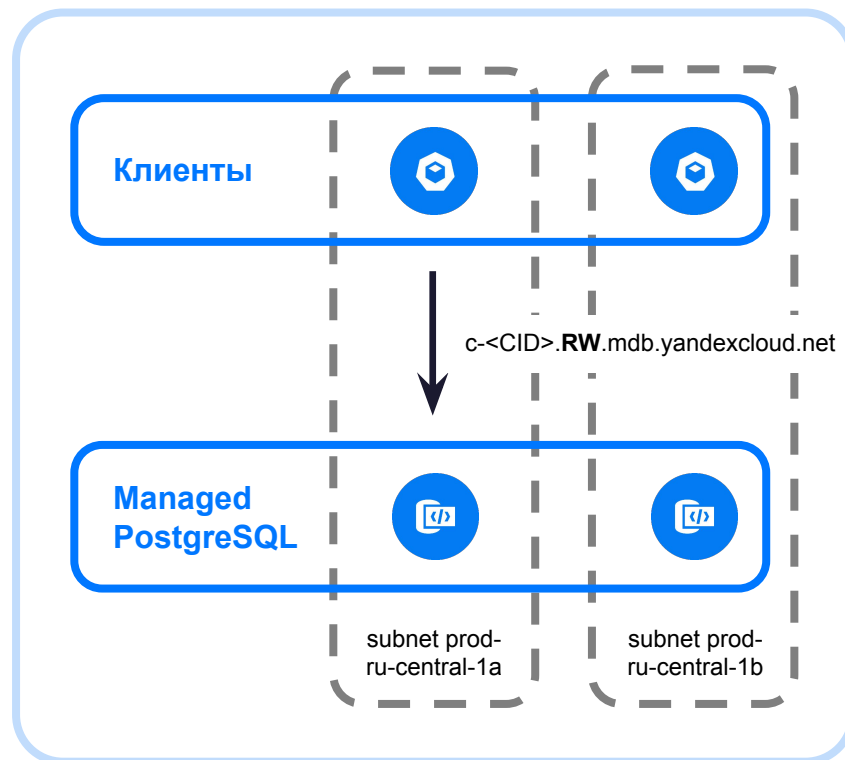 Клиенты
c-<CID>.RW.mdb.yandexcloud.net
Managed
PostgreSQL
subnet prod-
ru-central-1a
subnet prod-
ru-central-1b